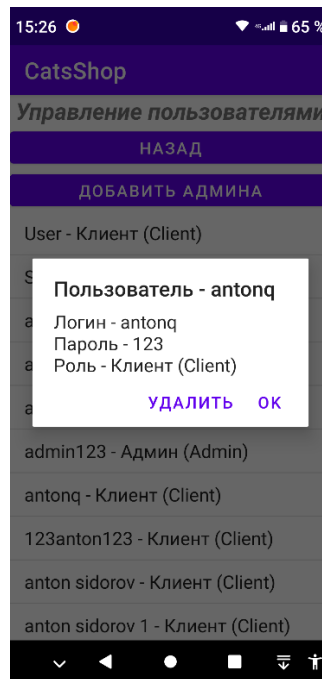 15:26 65 %
CatsShop
Управление пользователями
НАЗАД
ДОБАВИТЬ АДМИНА
User - Клиент (Client)
S
Пользователь - antonq
a
Логин - antonq
Пароль - 123
a
Роль - Клиент (Client)
a
УДАЛИТЬ OK
admin123 - Админ (Admin)
antonq - Клиент (Client)
123anton123 - Клиент (Client)
anton sidorov - Клиент (Client)
anton sidorov 1 - Клиент (Client)